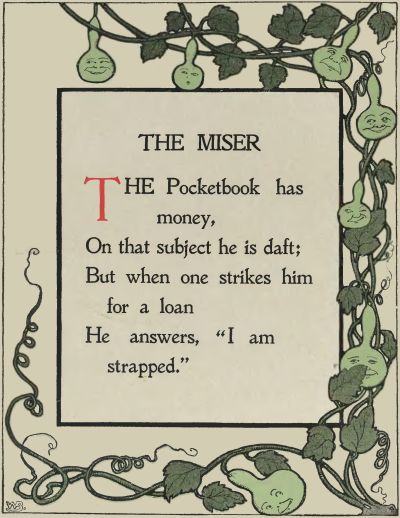 THE MISER
THE Pocketbook has
money,
On that subject he is daft;
But when one strikes him
for a loan
He answers, “I am
strapped.”